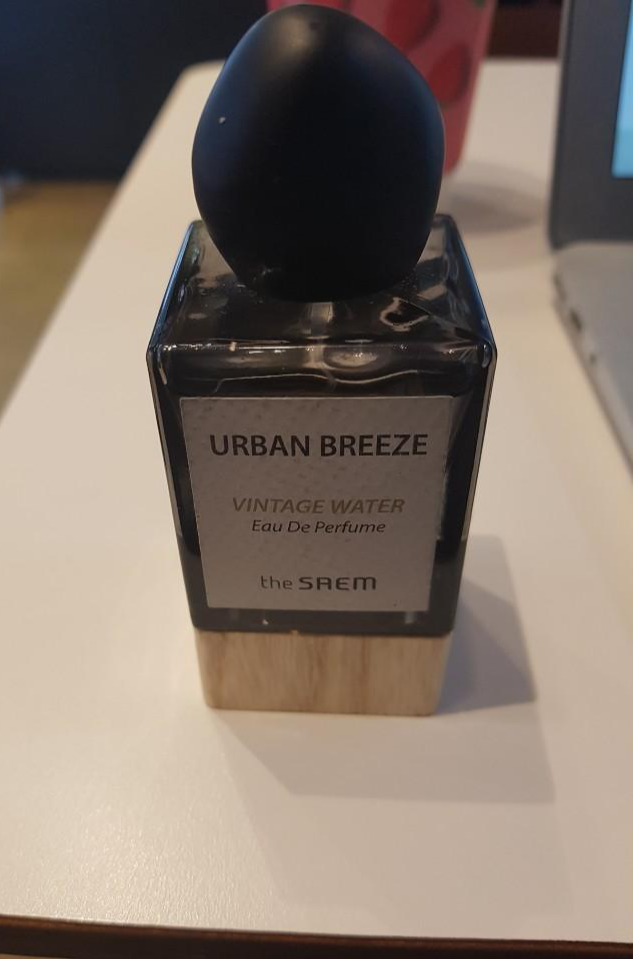 URBAN BREEZE
VINTAGE WATER
Eau De Perfume
the SAEM